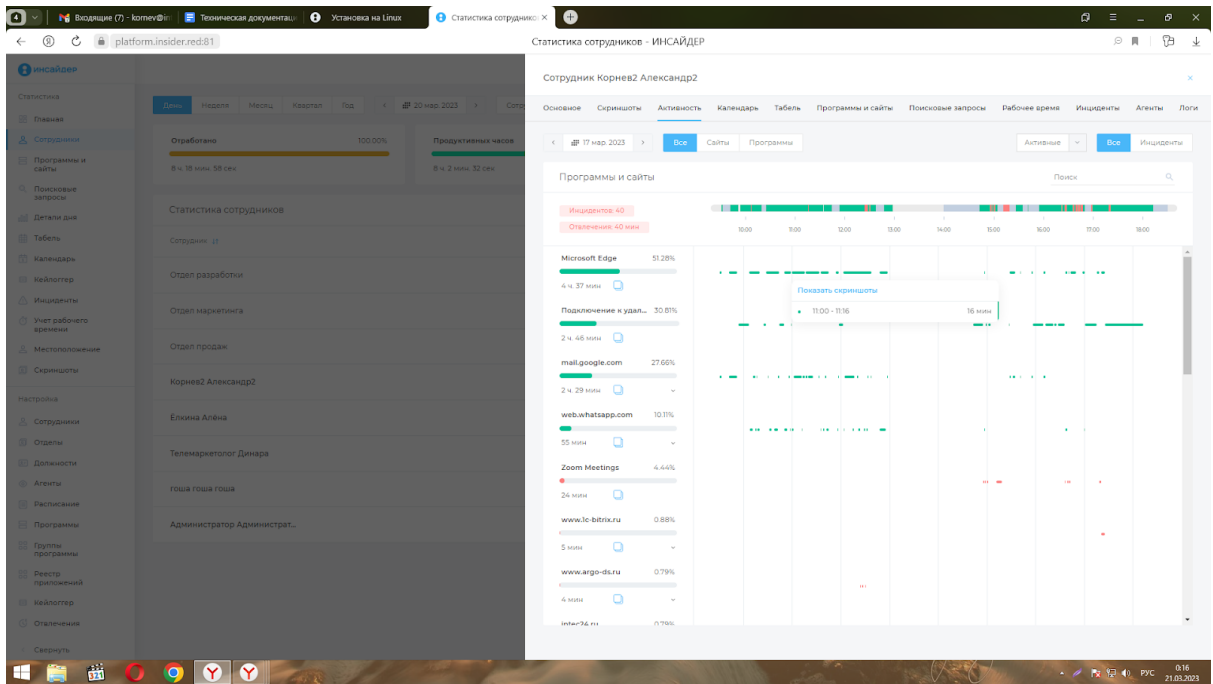 4
Входящие (7) - kornev@in
Техническая документаци
Установка на Linux
Статистика сотрудников
platform.insider.red:81
Статистика сотрудников - ИНСАЙДЕР
инсайдер
Статистика
Главная
Сотрудники
Программы и
сайты
Поисковые
запросы
Детали дня
Табель
Календарь
Кейлоггер
Инциденты
Учет рабочего
времени
Местоположение
Скриншоты
Настройка
Сотрудники
Отделы
Должности
Агенты
Расписание
Программы
Группы
программы
Реестр
приложений
Кейлоггер
Отвлечения
Свернуть
День Неделя Месяц Квартал Год 20 мар. 2023 Сотр
Отработано 100.00%
8 ч. 18 мин. 58 сек
Продуктивных часов
8 ч. 2 мин. 32 сек
Статистика сотрудников
Сотрудник
Отдел разработки
Отдел маркетинга
Отдел продаж
Корнев2 Александр2
Ёлкина Алёна
Телемаркетолог Динара
гоша гоша гоша
Администратор Администрат...
Сотрудник Корнев2 Александр2
Основное Скриншоты Активность Календарь Табель Программы и сайты Поисковые запросы Рабочее время Инциденты Агенты Логи
17 мар. 2023 Все Сайты Программы Активные Все Инциденты
Программы и сайты Поиск
Инцидентов: 40
Отвлечения: 40 мин
10:00 11:00 12:00 13:00 14:00 15:00 16:00 17:00 18:00
Microsoft Edge 51.28%
4 ч. 37 мин
Показать скриншоты
11:00 - 11:16 16 мин
Подключение к удал... 30.81%
2 ч. 46 мин
mail.google.com 27.66%
2 ч. 29 мин
web.whatsapp.com 10.11%
55 мин
Zoom Meetings 4.44%
24 мин
www.1c-bitrix.ru 0.88%
5 мин
www.argo-ds.ru 0.79%
4 мин
intec24.ru 0.79%
321
РУС
0:16
21.03.2023